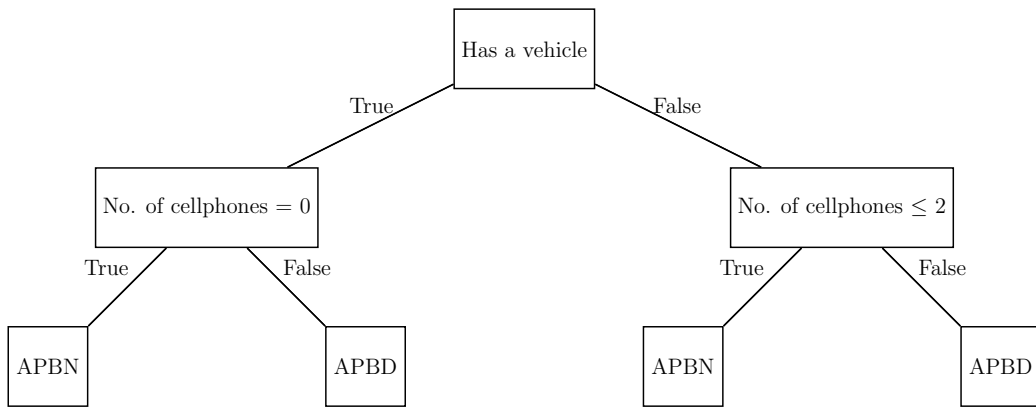 Has a vehicle
True
False
No. of cellphones = 0
No. of cellphones ≤ 2
True
False
True
False
APBN
APBD
APBN
APBD